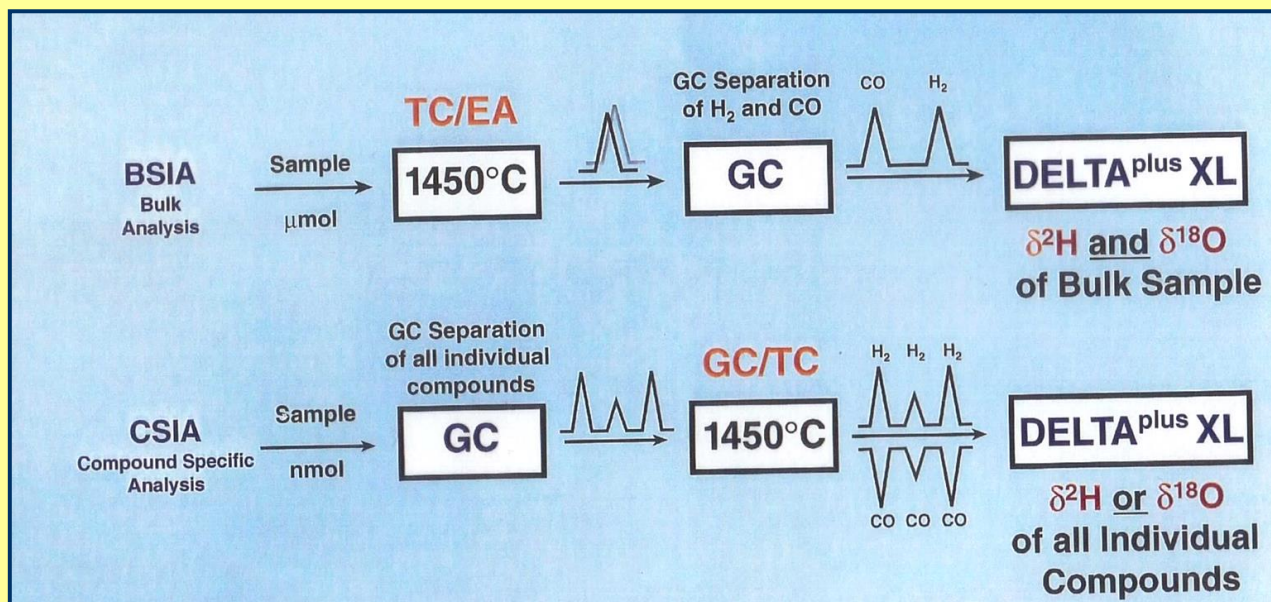 TC/EA
GC Separation
of H₂ and CO
CO H₂
BSIA
Bulk
Analysis
Sample
μmol
1450°C
GC
DELTAplus XL
δ²H and δ¹⁸O
of Bulk Sample
GC Separation
of all individual
compounds
GC/TC
H₂ H₂ H₂
CSIA
Compound Specific
Analysis
Sample
nmol
GC
1450°C
CO CO CO
DELTAplus XL
δ²H or δ¹⁸O
of all Individual
Compounds